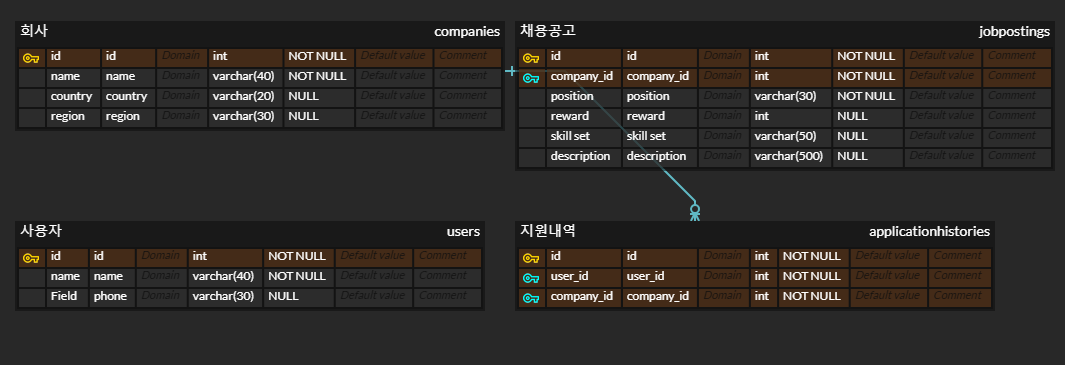 회사 companies
id id Domain int NOT NULL Default value Comment
name name Domain varchar(40) NOT NULL Default value Comment
country country Domain varchar(20) NULL Default value Comment
region region Domain varchar(30) NULL Default value Comment
채용공고 jobpostings
id id Domain int NOT NULL Default value Comment
company_id company_id Domain int NOT NULL Default value Comment
position position Domain varchar(30) NOT NULL Default value Comment
reward reward Domain int NULL Default value Comment
skill set skill set Domain varchar(50) NULL Default value Comment
description description Domain varchar(500) NULL Default value Comment
사용자 users
id id Domain int NOT NULL Default value Comment
name name Domain varchar(40) NOT NULL Default value Comment
Field phone Domain varchar(30) NULL Default value Comment
지원내역 applicationhistories
id id Domain int NOT NULL Default value Comment
user_id user_id Domain int NOT NULL Default value Comment
company_id company_id Domain int NOT NULL Default value Comment